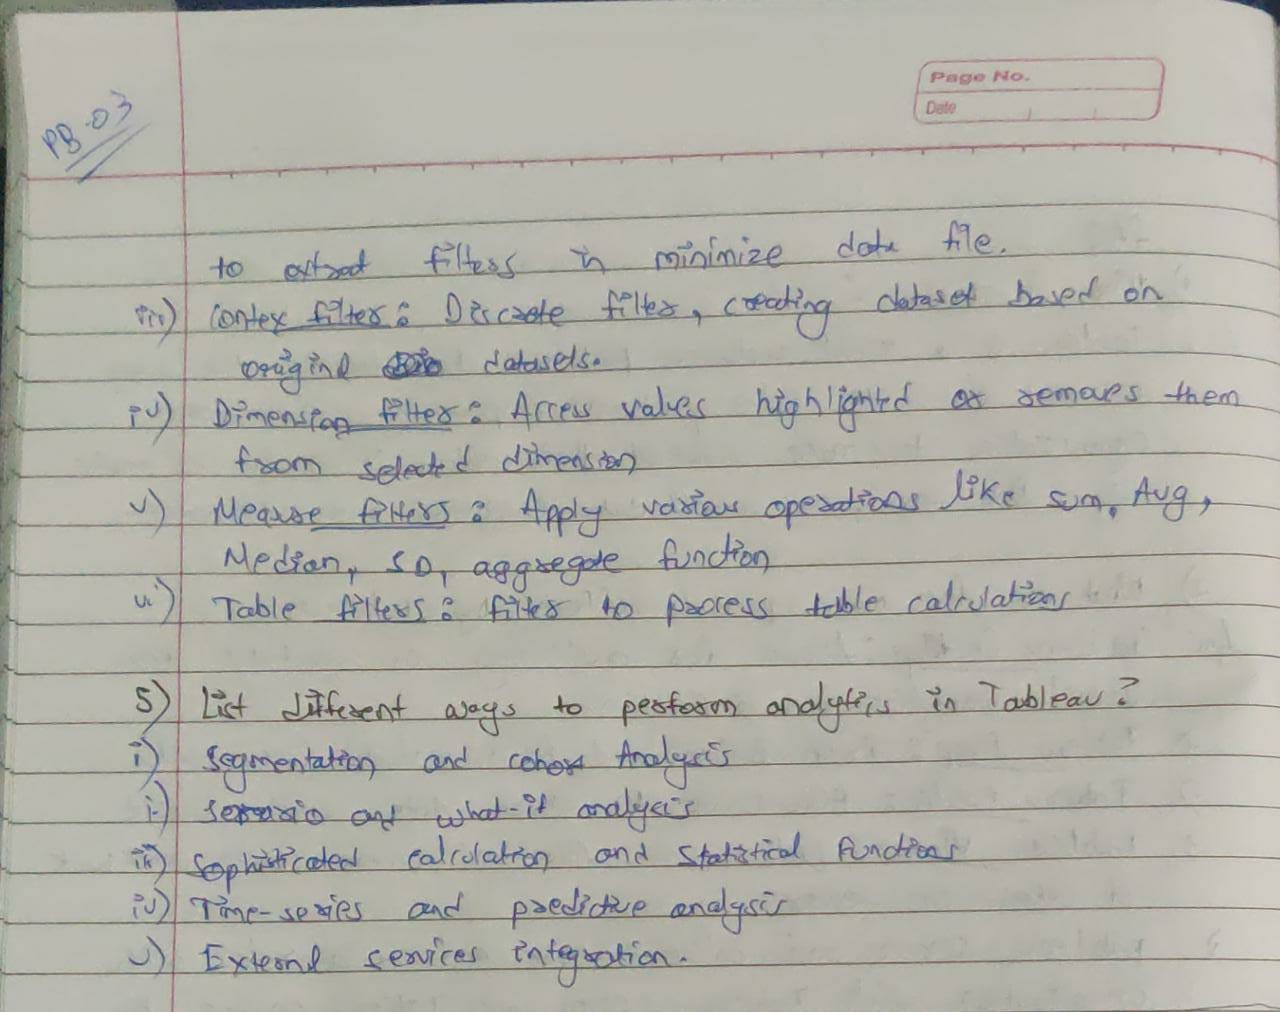 PB-03
Page No.
Date
to extract filters in minimize data file.
iii) Contex filter: Discrete filter, creating dataset based on
original datasets.
iv) Dimension filter: Access values highlighted or removes them
from selected dimension
v) Measure filters: Apply various operations like sum, Avg,
Median, SD, aggregate function
vi) Table filters: filter to process table calculations
5) List different ways to perform analytics in Tableau?
i) Segmentation and cohort Analysis
ii) Scenario and what-if analysis
iii) Sophisticated calculation and Statistical functions
iv) Time-series and predictive analysis
v) External services integration.